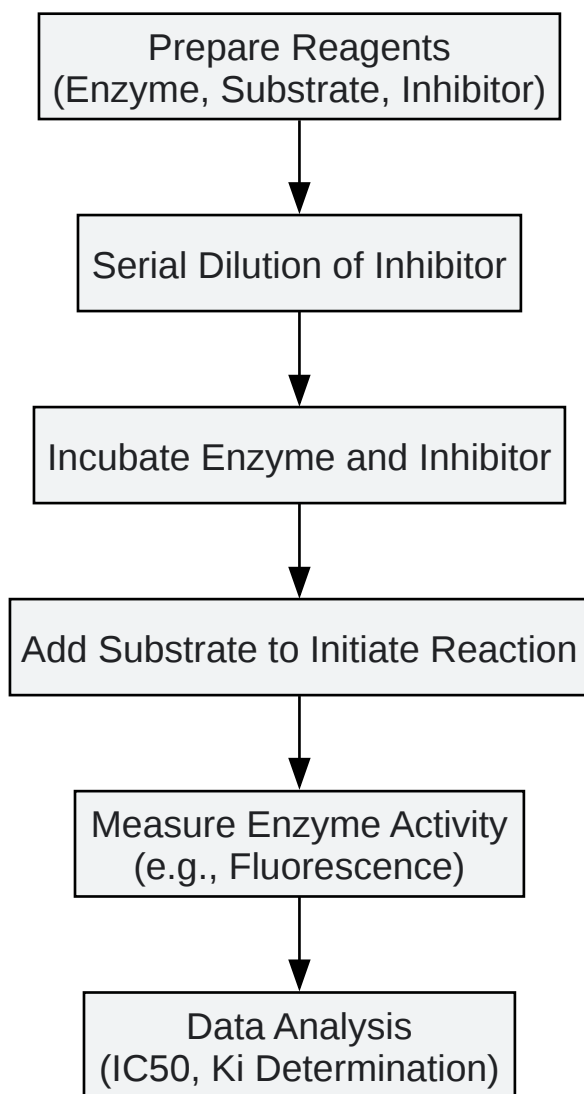 Prepare Reagents
(Enzyme, Substrate, Inhibitor)
Serial Dilution of Inhibitor
Incubate Enzyme and Inhibitor
Add Substrate to Initiate Reaction
Measure Enzyme Activity
(e.g., Fluorescence)
Data Analysis
(IC50, Ki Determination)